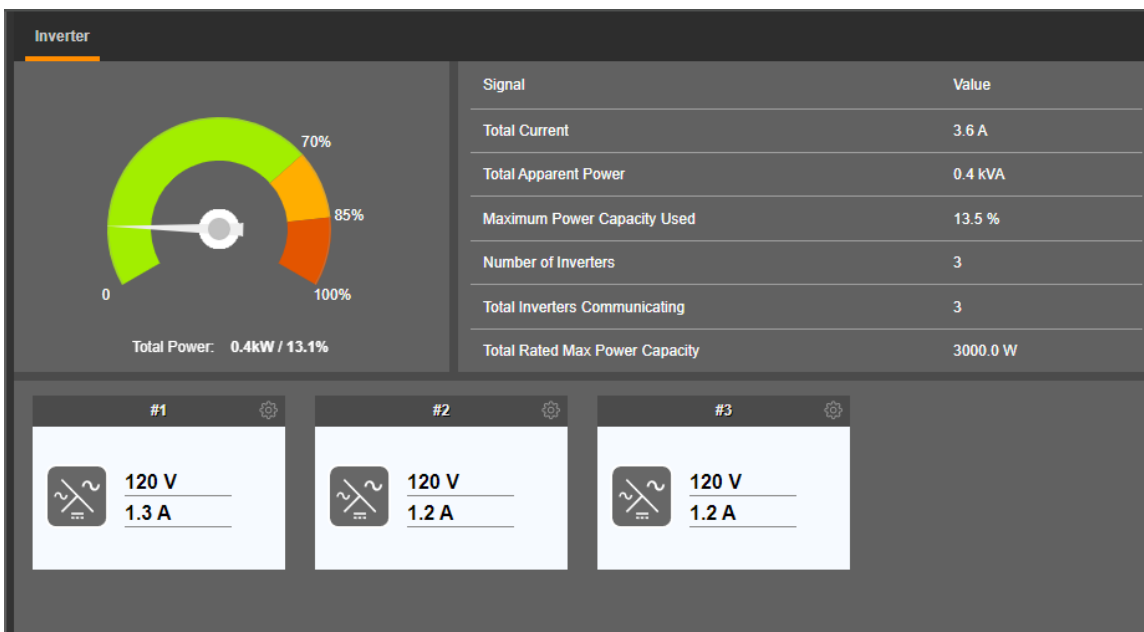 Inverter
70%
85%
0
100%
Total Power: 0.4kW / 13.1%
Signal Value
Total Current 3.6 A
Total Apparent Power 0.4 kVA
Maximum Power Capacity Used 13.5 %
Number of Inverters 3
Total Inverters Communicating 3
Total Rated Max Power Capacity 3000.0 W
#1
120 V
1.3 A
#2
120 V
1.2 A
#3
120 V
1.2 A